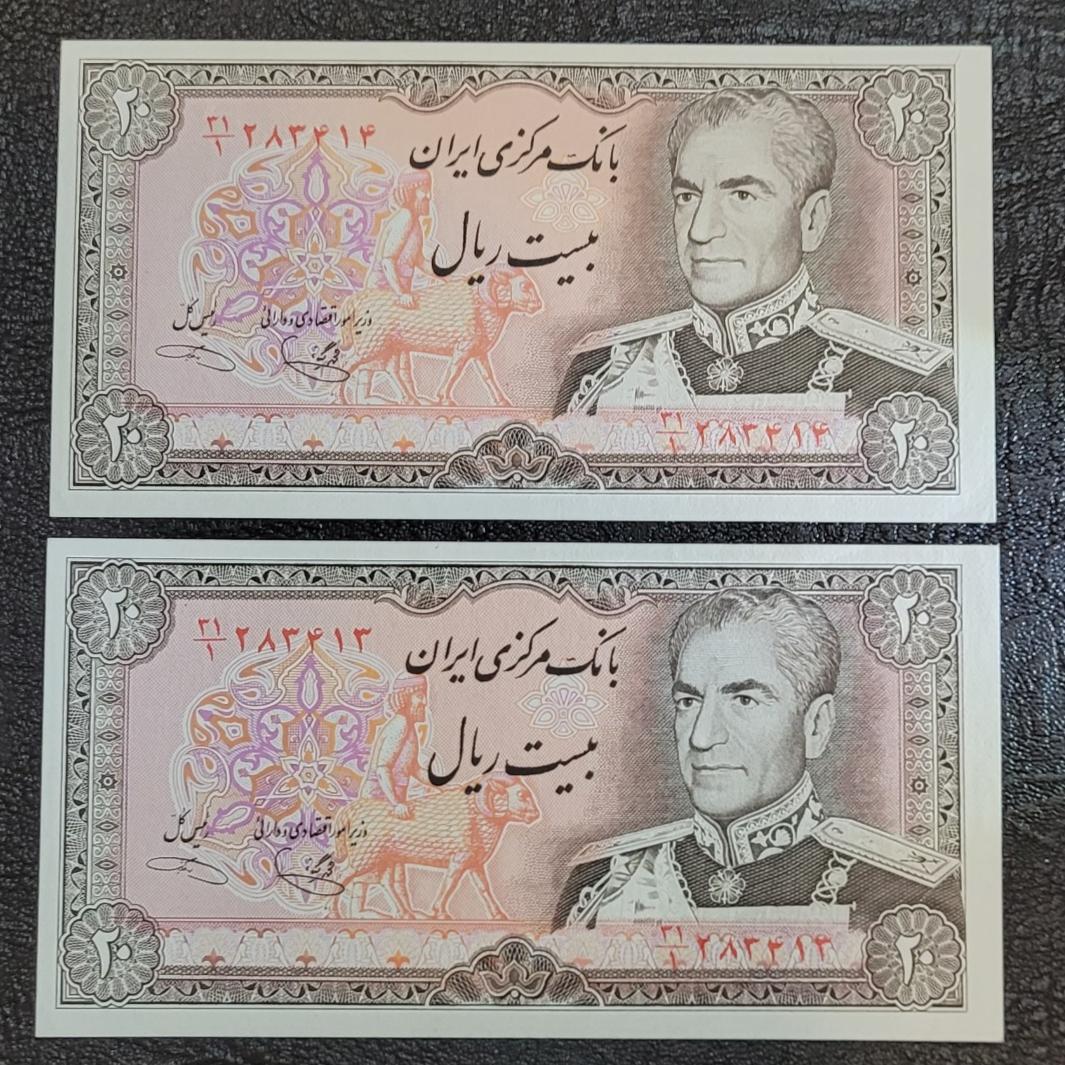 ۲۰
۲۰
۳۱/۱ ۲۸۳۴۱۴
بانک مرکزی ایران
بیست ریال
وزیر امور اقتصادی و دارائی
رئیس کل
۳۱/۱ ۲۸۳۴۱۴
۲۰
۲۰
۲۰
۲۰
۳۱/۱ ۲۸۳۴۱۳
بانک مرکزی ایران
بیست ریال
وزیر امور اقتصادی و دارائی
رئیس کل
۳۱/۱ ۲۸۳۴۱۳
۲۰
۲۰